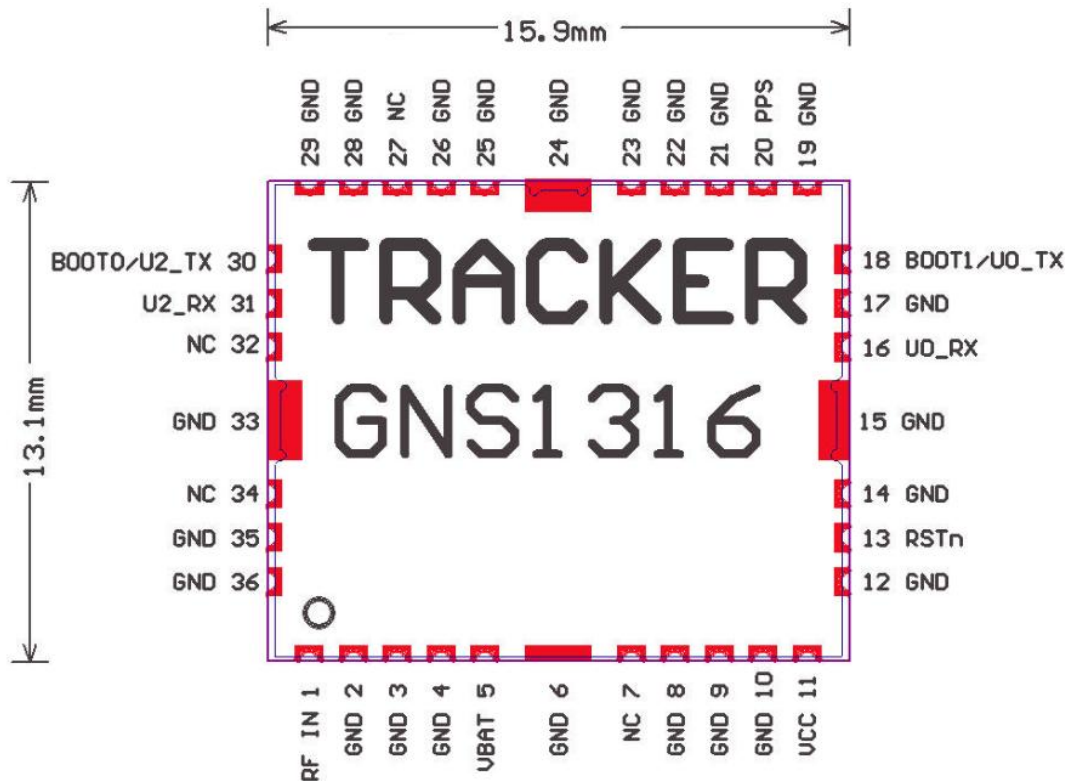 15.9mm
29 GND
28 GND
27 NC
26 GND
25 GND
24 GND
23 GND
22 GND
21 GND
20 PPS
19 GND
13.1mm
BOOT0/U2_TX 30
U2_RX 31
NC 32
GND 33
NC 34
GND 35
GND 36
TRACKER
GNS1316
18 BOOT1/U0_TX
17 GND
16 U0_RX
15 GND
14 GND
13 RSTn
12 GND
RF IN 1
GND 2
GND 3
GND 4
VBAT 5
GND 6
NC 7
GND 8
GND 9
GND 10
VCC 11